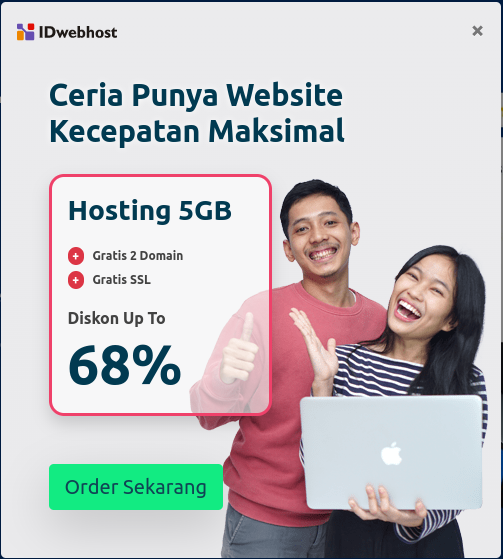 IDwebhost
×
Ceria Punya Website
Kecepatan Maksimal
Hosting 5GB
+ Gratis 2 Domain
+ Gratis SSL
Diskon Up To
68%
Order Sekarang